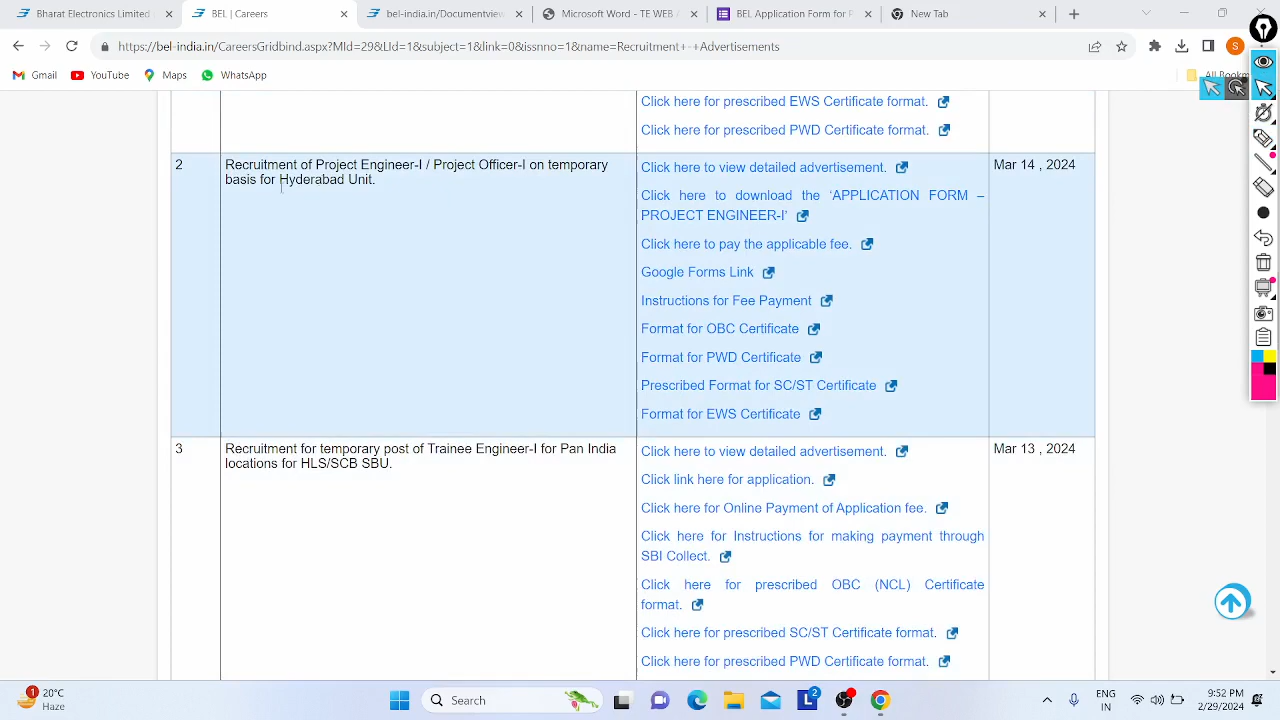 Bharat Electronics Limited
BEL | Careers
bel-india.in/Documentview
Microsoft Word - TE WEB A
BEL Application Form for P
New Tab
https://bel-india.in/CareersGridbind.aspx?MId=29&LId=1&subject=1&link=0&issner=1&name=Recruitment+-+Advertisements
S
Gmail
YouTube
Maps
WhatsApp
All Bookm
Click here for prescribed EWS Certificate format.
Click here for prescribed PWD Certificate format.
2
Recruitment of Project Engineer-I / Project Officer-I on temporary
basis for Hyderabad Unit.
Click here to view detailed advertisement.
Mar 14 , 2024
Click here to download the ‘APPLICATION FORM –
PROJECT ENGINEER-I’
Click here to pay the applicable fee.
Google Forms Link
Instructions for Fee Payment
Format for OBC Certificate
Format for PWD Certificate
Prescribed Format for SC/ST Certificate
Format for EWS Certificate
3
Recruitment for temporary post of Trainee Engineer-I for Pan India
locations for HLS/SCB SBU.
Click here to view detailed advertisement.
Mar 13 , 2024
Click link here for application.
Click here for Online Payment of Application fee.
Click here for Instructions for making payment through
SBI Collect.
Click here for prescribed OBC (NCL) Certificate
format.
Click here for prescribed SC/ST Certificate format.
Click here for prescribed PWD Certificate format.
1
20°C
Haze
Search
L
2
ENG
IN
9:52 PM
2/29/2024